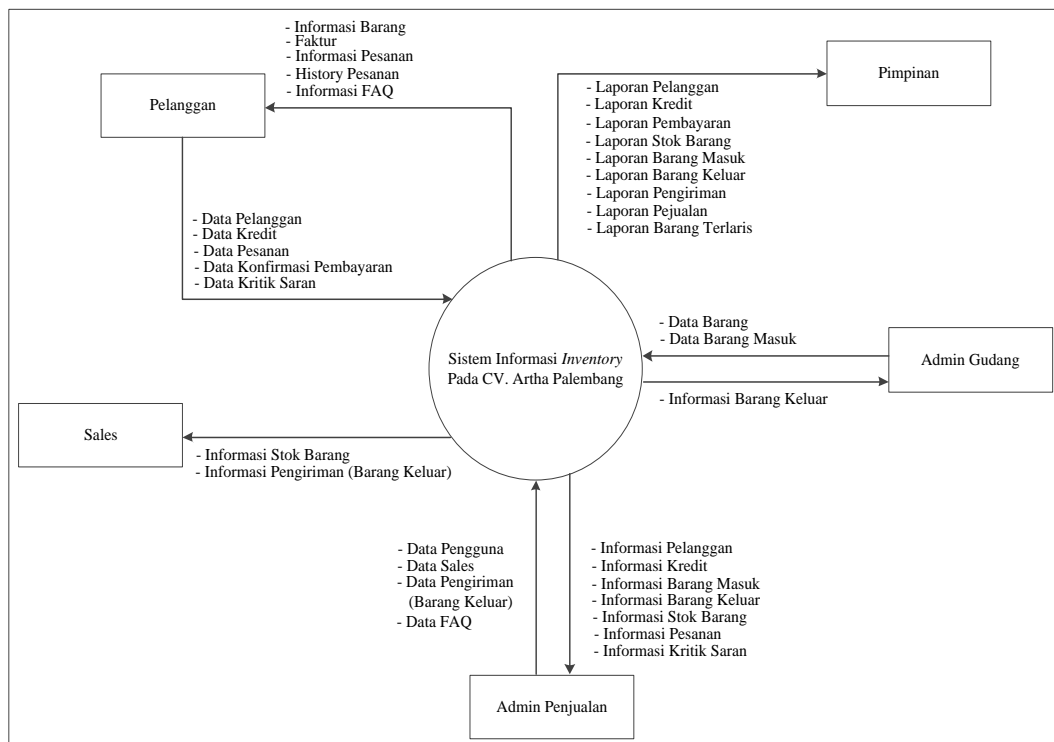 - Informasi Barang
- Faktur
- Informasi Pesanan
- History Pesanan
- Informasi FAQ
Pelanggan
Pimpinan
- Laporan Pelanggan
- Laporan Kredit
- Laporan Pembayaran
- Laporan Stok Barang
- Laporan Barang Masuk
- Laporan Barang Keluar
- Laporan Pengiriman
- Laporan Pejualan
- Laporan Barang Terlaris
- Data Pelanggan
- Data Kredit
- Data Pesanan
- Data Konfirmasi Pembayaran
- Data Kritik Saran
Sistem Informasi Inventory
Pada CV. Artha Palembang
- Data Barang
- Data Barang Masuk
Admin Gudang
- Informasi Barang Keluar
Sales
- Informasi Stok Barang
- Informasi Pengiriman (Barang Keluar)
- Data Pengguna
- Data Sales
- Data Pengiriman
(Barang Keluar)
- Data FAQ
- Informasi Pelanggan
- Informasi Kredit
- Informasi Barang Masuk
- Informasi Barang Keluar
- Informasi Stok Barang
- Informasi Pesanan
- Informasi Kritik Saran
Admin Penjualan